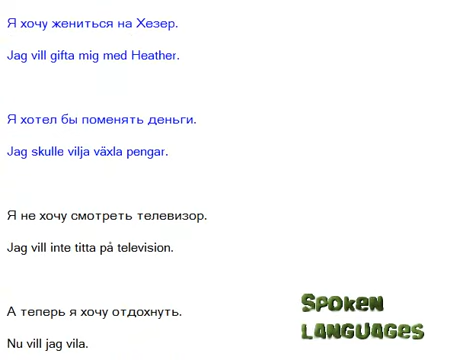 Я хочу жениться на Хезер.
Jag vill gifta mig med Heather.
Я хотел бы поменять деньги.
Jag skulle vilja växla pengar.
Я не хочу смотреть телевизор.
Jag vill inte titta på television.
А теперь я хочу отдохнуть.
Nu vill jag vila.
Spoken
Languages